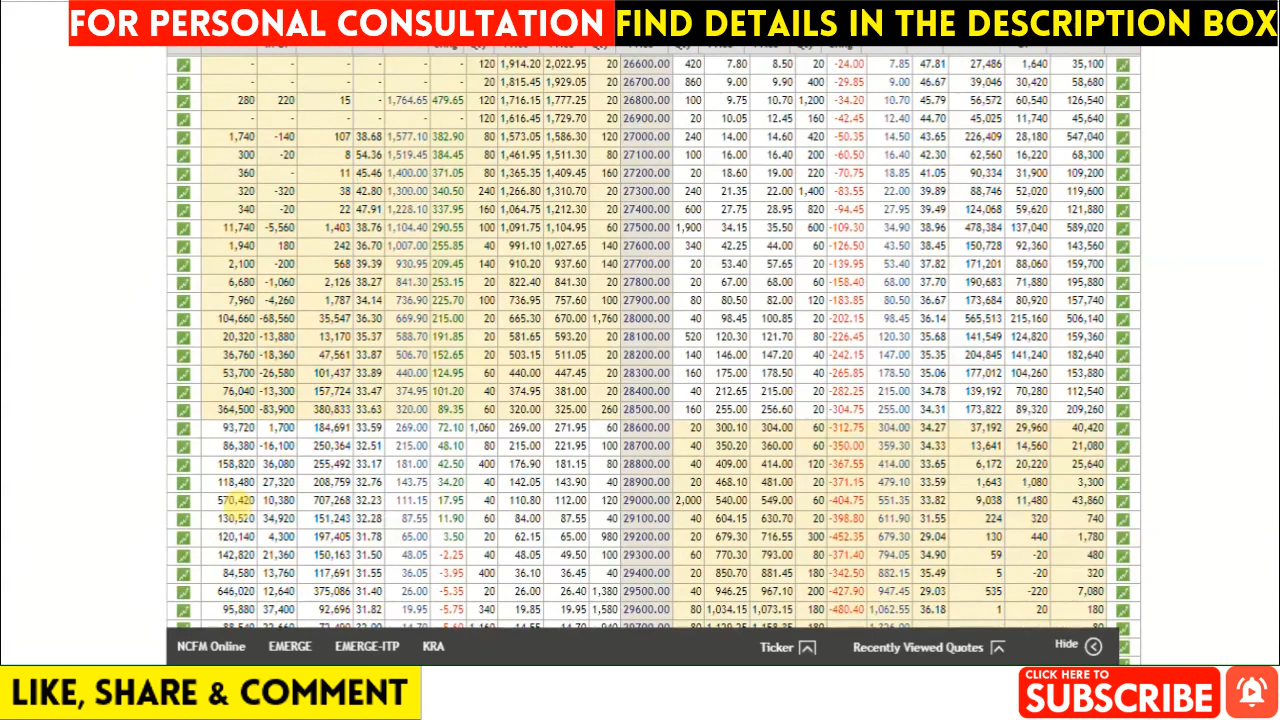 FOR PERSONAL CONSULTATION FIND DETAILS IN THE DESCRIPTION BOX
- - - - - - 120 1,914.20 2,022.95 20 26600.00 420 7.80 8.50 20 -24.00 7.85 47.81 27,486 1,640 35,100
- - - - - - 20 1,815.45 1,929.05 20 26700.00 860 9.00 9.90 400 -29.85 9.00 46.67 39,046 30,420 58,680
280 220 15 - 1,764.65 479.65 120 1,716.15 1,777.25 20 26800.00 100 9.75 10.70 1,200 -34.20 10.70 45.79 56,572 60,540 126,540
- - - - - - 120 1,616.45 1,729.70 20 26900.00 20 10.05 12.45 160 -42.45 12.40 44.70 45,025 11,740 45,640
1,740 -140 107 38.68 1,577.10 382.90 80 1,573.05 1,586.30 120 27000.00 240 14.00 14.60 420 -50.35 14.50 43.65 226,409 28,180 547,040
300 -20 8 54.36 1,519.45 384.45 80 1,461.95 1,511.30 80 27100.00 100 16.00 16.40 200 -60.50 16.40 42.30 62,560 16,220 68,300
360 - 11 45.46 1,400.00 371.05 80 1,365.35 1,409.45 160 27200.00 20 18.60 19.00 220 -70.75 18.85 41.05 90,334 31,900 109,200
320 -320 38 42.80 1,300.00 340.50 240 1,266.80 1,310.70 20 27300.00 240 21.35 22.00 1,400 -83.55 22.00 39.89 88,746 52,020 119,600
340 -20 22 47.91 1,228.10 337.95 160 1,064.75 1,212.30 20 27400.00 600 27.75 28.95 820 -94.45 27.95 39.49 124,068 59,620 121,880
11,740 -5,560 1,403 38.76 1,104.40 290.55 100 1,091.75 1,104.95 60 27500.00 1,900 34.15 35.50 600 -109.30 34.90 38.96 478,384 137,040 589,020
1,940 180 242 36.70 1,007.00 255.85 40 991.10 1,027.65 140 27600.00 340 42.25 44.00 60 -126.50 43.50 38.45 150,728 92,360 143,560
2,100 -200 568 39.39 930.95 209.45 140 910.20 937.60 140 27700.00 20 53.40 57.65 20 -139.95 53.40 37.82 171,201 88,060 159,700
6,680 -1,060 2,126 38.27 841.30 253.15 20 822.40 841.30 20 27800.00 20 67.00 68.00 60 -158.40 68.00 37.70 190,683 71,880 195,880
7,960 -4,260 1,787 34.14 736.90 225.70 100 736.95 757.60 100 27900.00 80 80.50 82.00 120 -183.85 80.50 36.67 173,684 80,920 157,740
104,660 -68,560 35,547 36.30 669.90 215.00 20 665.30 670.00 1,760 28000.00 40 98.45 100.85 20 -202.15 98.45 36.14 565,513 215,160 506,140
20,320 -13,880 13,170 35.37 588.70 191.85 20 581.65 593.20 20 28100.00 520 120.30 121.70 80 -226.45 120.30 35.68 141,549 124,820 159,360
36,760 -18,360 47,561 33.87 506.70 152.65 20 503.15 511.05 20 28200.00 140 146.00 147.20 40 -242.15 147.00 35.35 204,845 141,240 182,640
53,700 -26,580 101,437 33.89 440.00 124.95 60 440.00 447.45 20 28300.00 160 175.00 178.50 40 -265.85 178.50 35.06 177,012 104,260 153,880
76,040 -13,300 157,724 33.47 374.95 101.20 40 374.95 381.00 20 28400.00 40 212.65 215.00 40 -282.25 215.00 34.78 139,192 70,280 112,540
364,500 -83,900 380,833 33.63 320.00 89.35 60 320.00 325.00 260 28500.00 160 255.00 256.60 20 -304.75 255.00 34.31 173,822 89,320 209,260
93,720 1,700 184,691 33.59 269.00 72.10 1,060 269.00 271.95 60 28600.00 20 300.10 304.00 60 -312.75 304.00 34.27 37,192 29,960 40,420
86,380 -16,100 250,364 32.51 215.00 48.10 80 215.00 221.95 100 28700.00 40 350.20 360.00 60 -350.00 359.30 34.33 13,641 14,560 21,080
158,820 36,080 255,492 33.17 181.00 42.50 400 176.90 181.15 80 28800.00 40 409.00 414.00 120 -367.55 414.00 33.65 6,172 20,220 25,640
118,480 27,320 208,759 32.76 143.75 34.20 40 142.05 143.90 40 28900.00 20 468.10 481.00 20 -371.15 479.10 33.59 1,643 1,080 3,300
570,420 10,380 707,268 32.23 111.15 17.95 40 110.80 112.00 120 29000.00 2,000 540.00 549.00 60 -404.75 551.35 33.82 9,038 11,480 43,860
130,520 34,920 151,243 32.28 87.55 11.90 60 84.00 87.55 40 29100.00 40 604.15 630.70 20 -398.80 611.90 31.55 224 320 740
120,140 4,300 197,405 31.78 65.00 3.50 20 62.15 65.00 980 29200.00 20 679.30 716.55 300 -452.35 679.30 29.04 130 440 1,780
142,820 21,360 150,163 31.50 48.05 -2.25 40 48.05 49.50 100 29300.00 60 770.30 793.00 80 -371.40 794.05 34.90 59 -20 480
84,580 13,760 117,691 31.55 36.05 -3.95 400 36.10 36.45 40 29400.00 20 850.70 881.45 180 -342.50 882.15 35.49 5 -20 320
646,020 12,640 375,086 31.40 26.00 -5.35 20 26.00 26.40 1,380 29500.00 40 946.25 967.10 200 -427.90 947.45 29.03 535 -220 7,080
95,880 37,400 92,696 31.82 19.95 -5.75 340 19.85 19.95 1,580 29600.00 80 1,034.15 1,073.15 180 -480.40 1,062.55 36.18 1 20 180
NCFM Online EMERGE EMERGE-ITP KRA Ticker Recently Viewed Quotes Hide
LIKE, SHARE & COMMENT
CLICK HERE TO
SUBSCRIBE